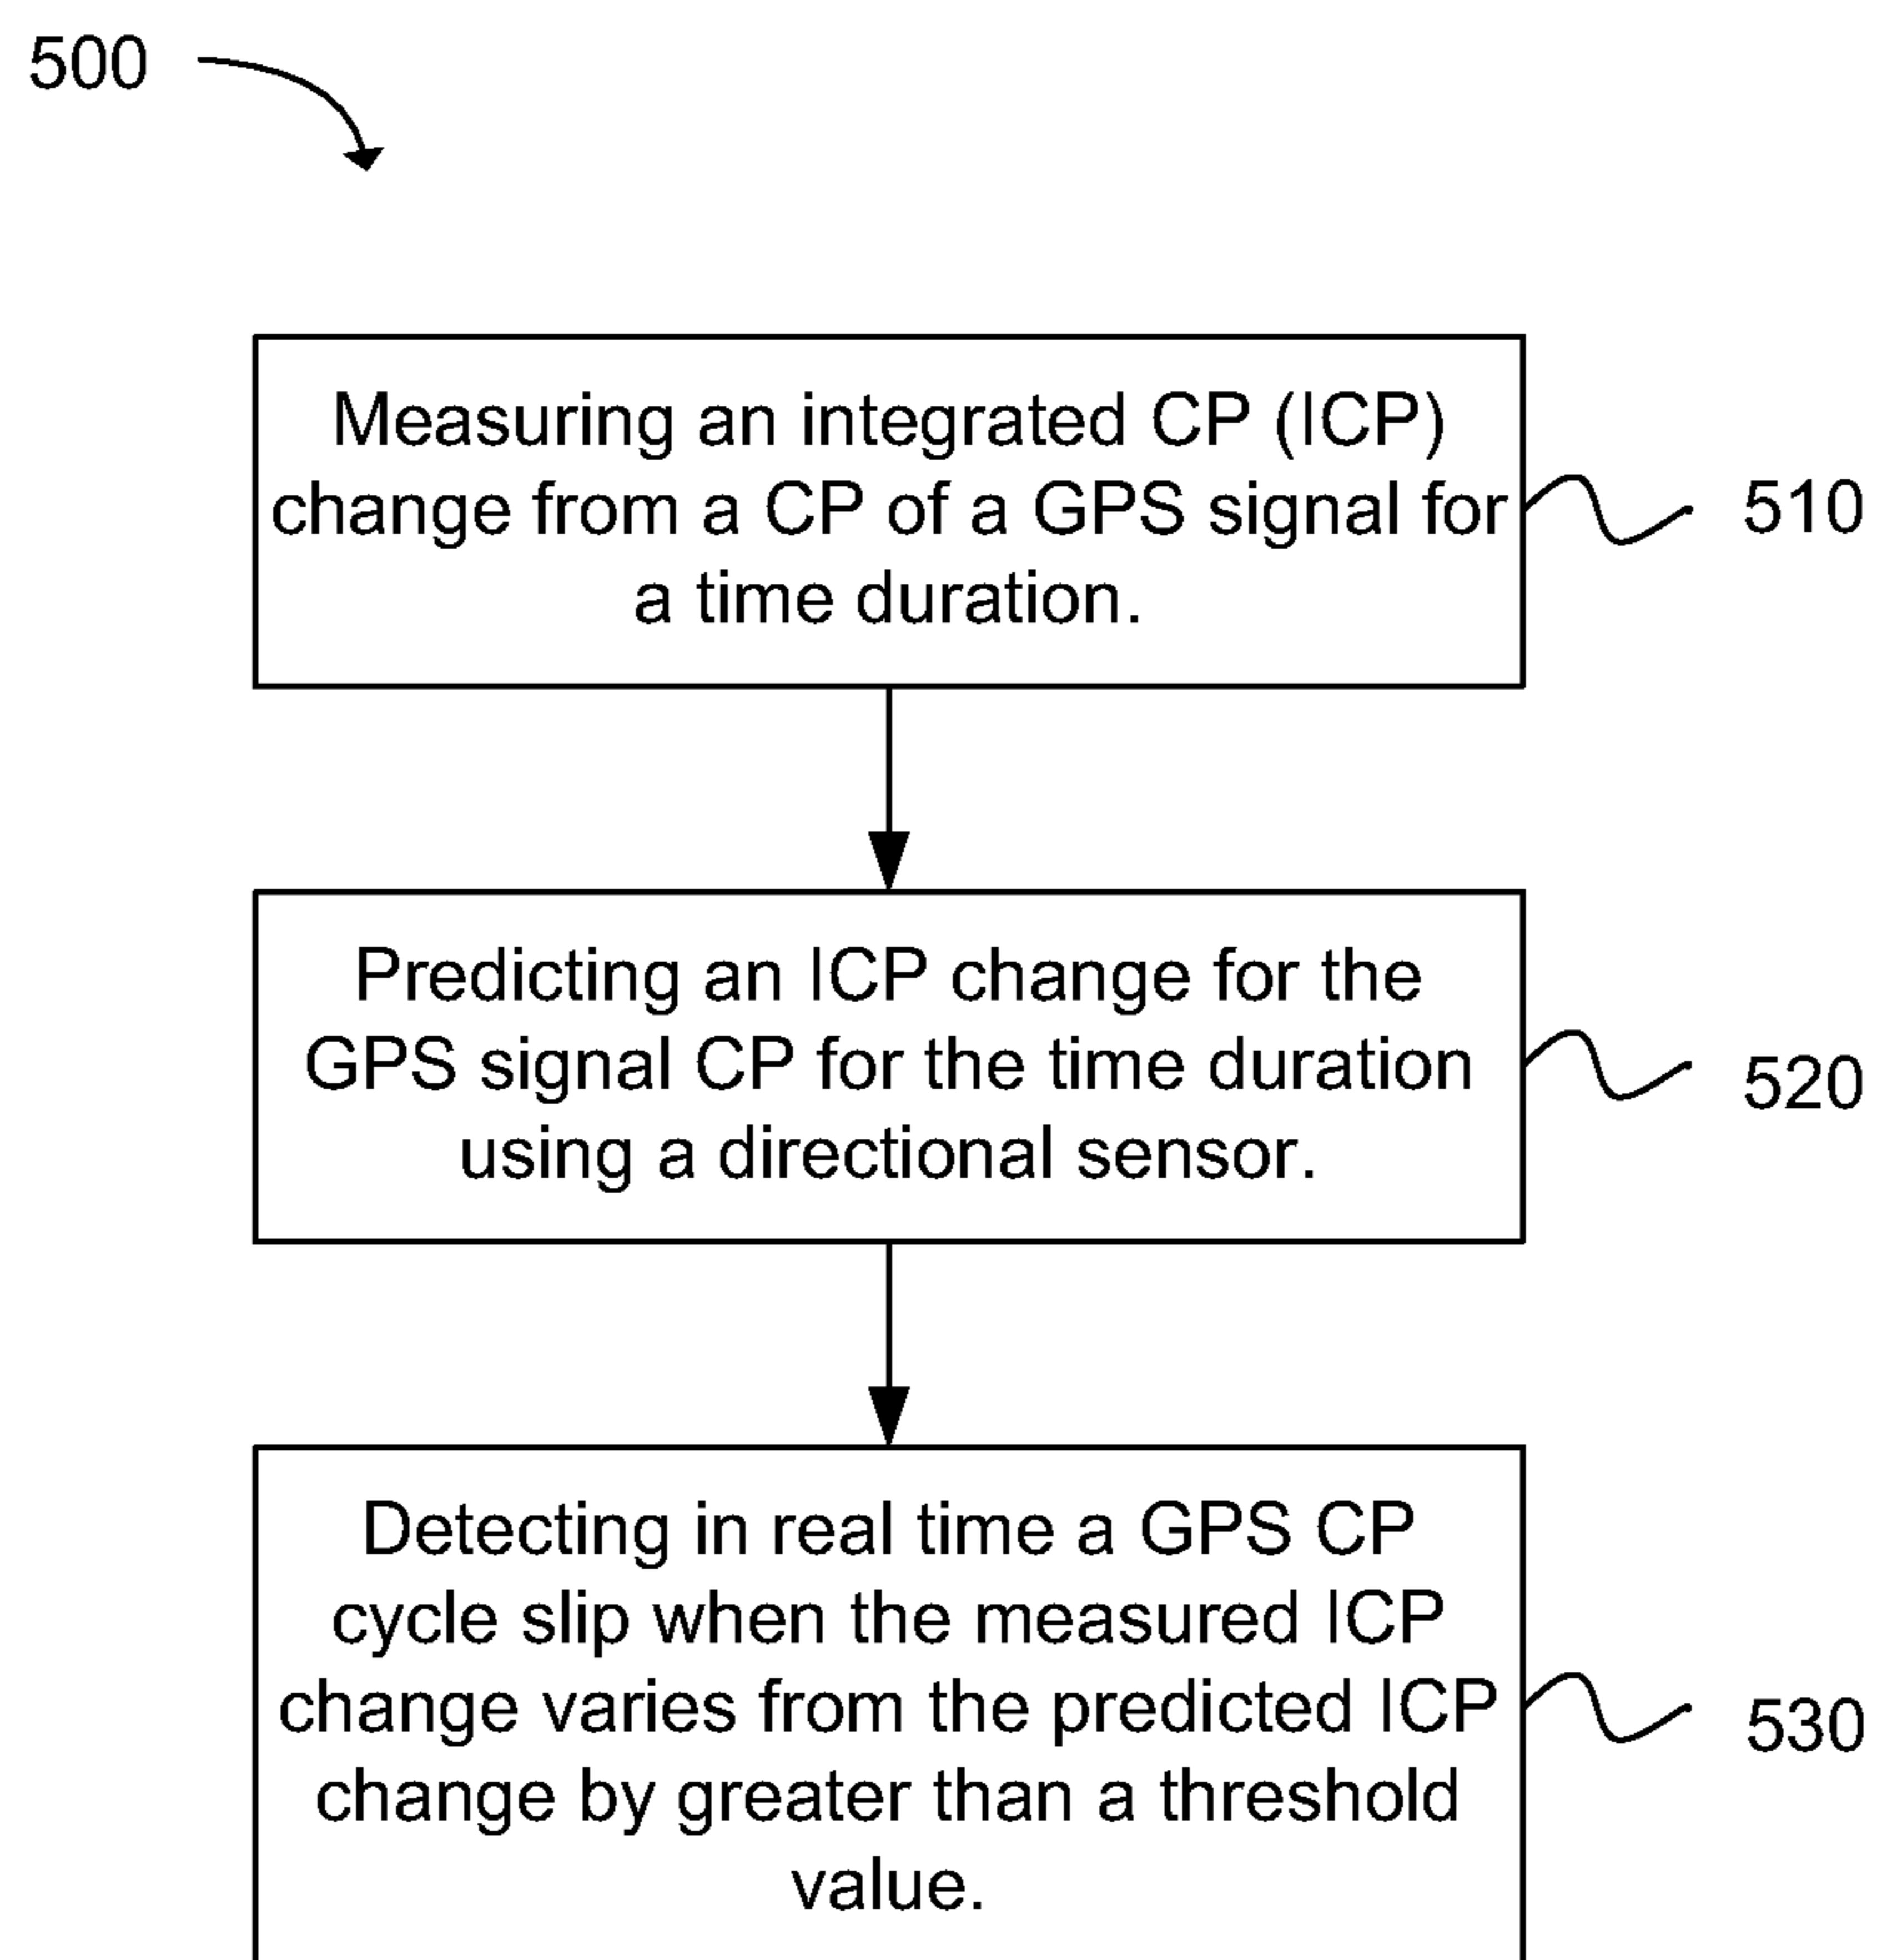 500
Measuring an integrated CP (ICP)
change from a CP of a GPS signal for
a time duration.
510
Predicting an ICP change for the
GPS signal CP for the time duration
using a directional sensor.
520
Detecting in real time a GPS CP
cycle slip when the measured ICP
change varies from the predicted ICP
change by greater than a threshold
value.
530